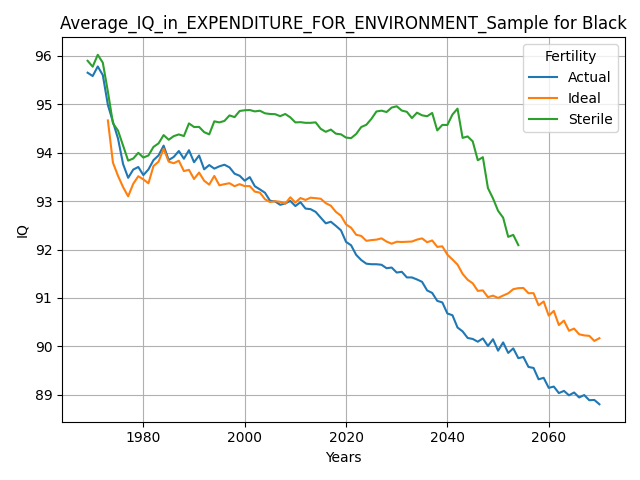 Average_IQ_in_EXPENDITURE_FOR_ENVIRONMENT_Sample for Black
Fertility
Actual
Ideal
Sterile
96
95
94
93
92
91
90
89
IQ
1980 2000 2020 2040 2060
Years